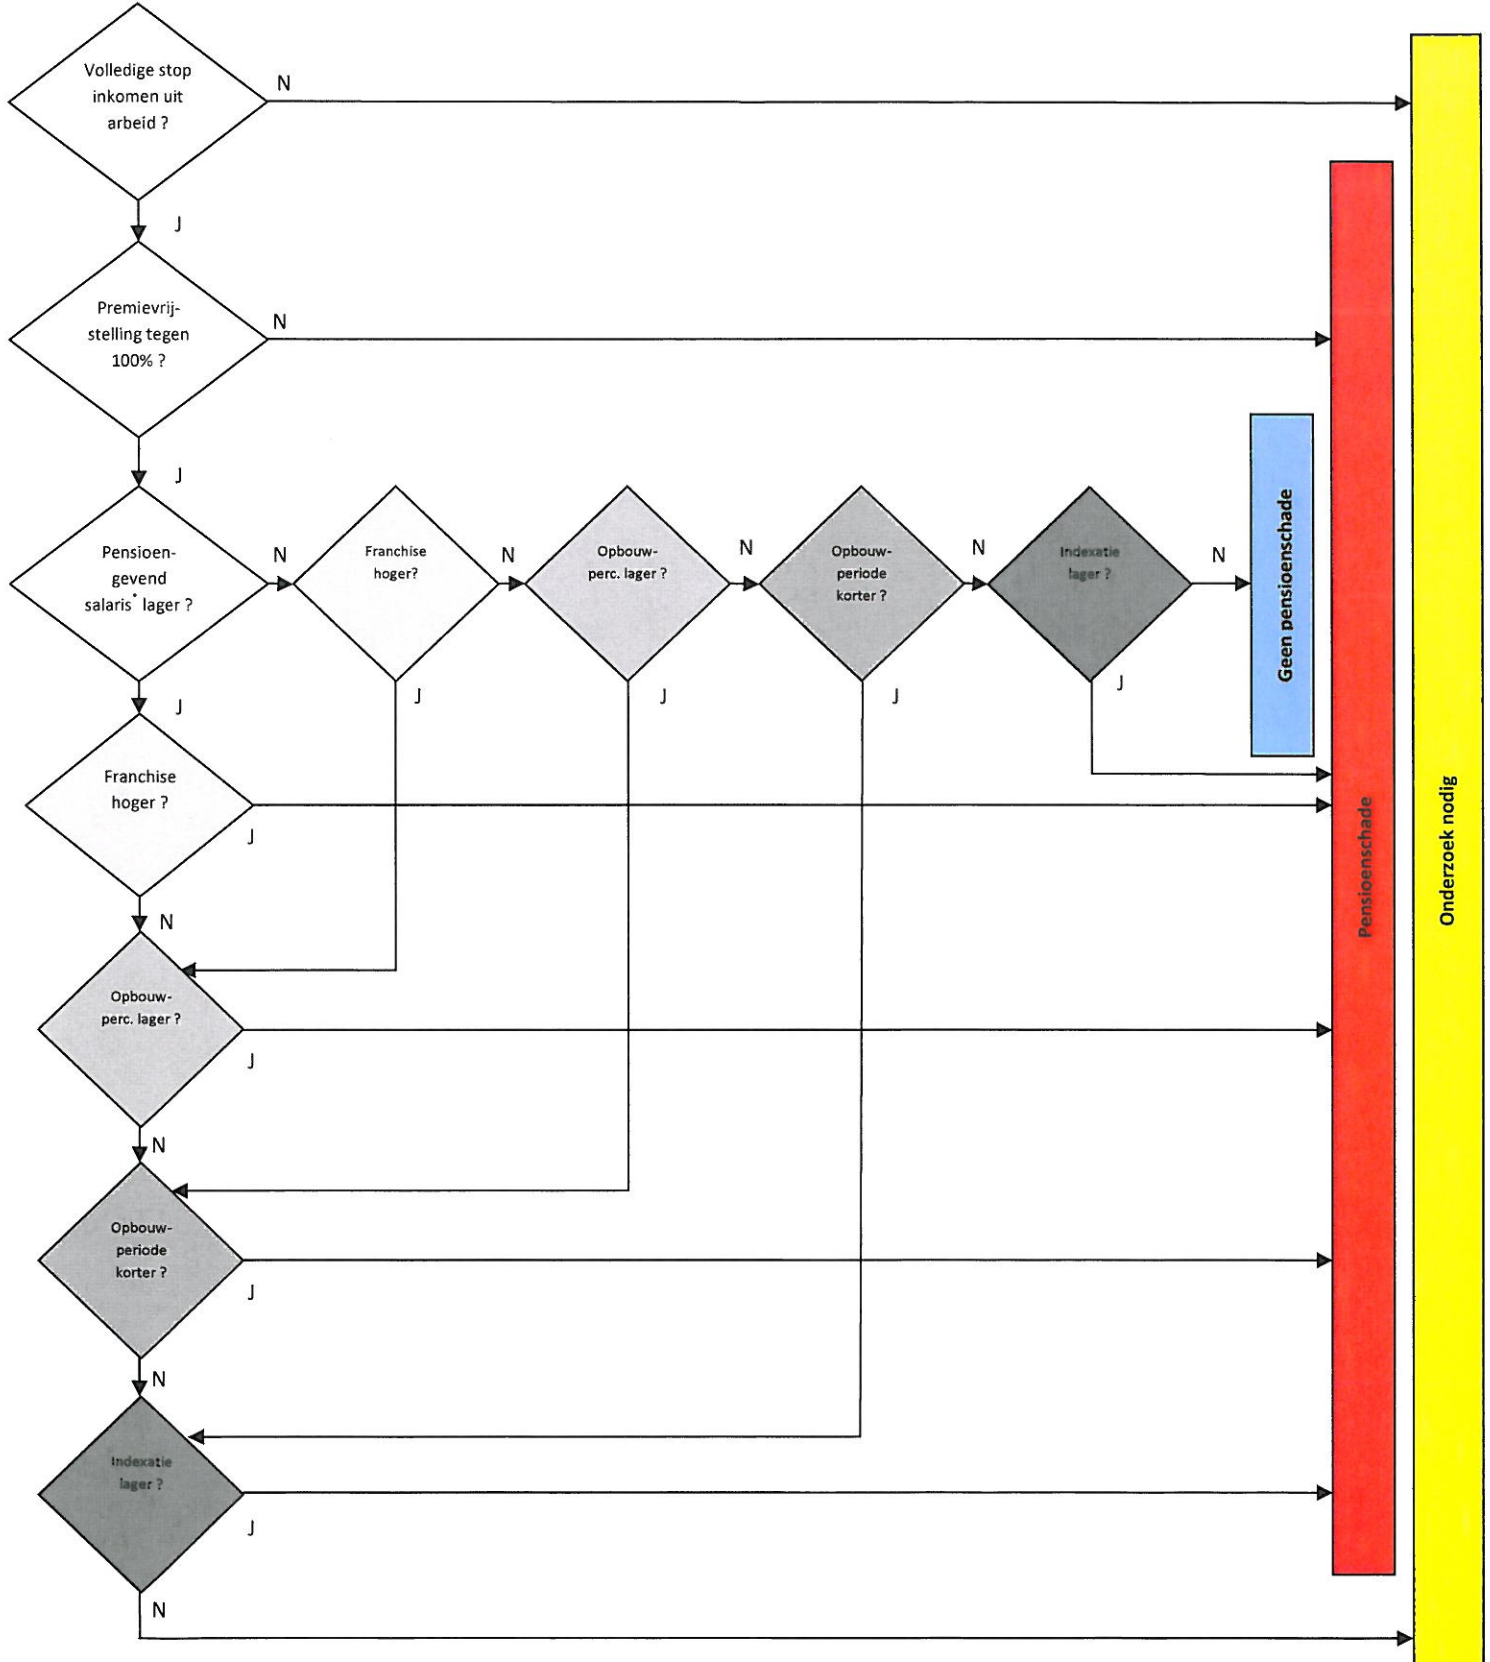 Volledige stop
inkomen uit
arbeid ?
N
J
Premievrij-
stelling tegen
100% ?
N
J
Pensioen-
gevend
salaris* lager ?
N
Franchise
hoger?
N
Opbouw-
perc. lager ?
N
Opbouw-
periode
korter ?
N
Indexatie
lager ?
N
Geen pensioenschade
J
J
J
J
J
Franchise
hoger ?
J
N
Opbouw-
perc. lager ?
J
N
Opbouw-
periode
korter ?
J
N
Indexatie
lager ?
J
N
Pensioenschade
Onderzoek nodig